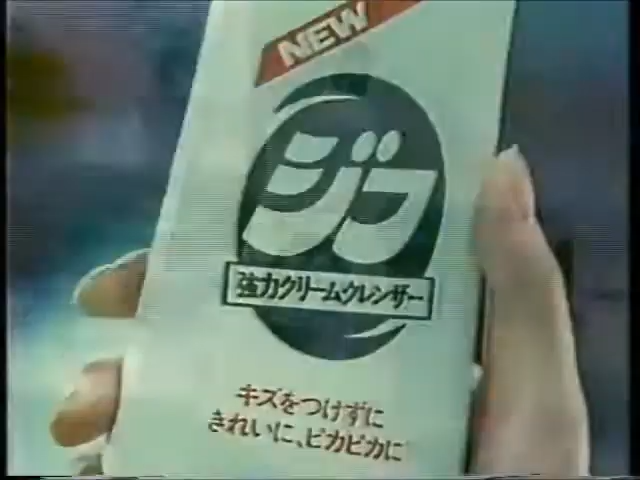 NEW
ジフ
強力クリームクレンザー
キズをつけずに
きれいに、ピカピカに